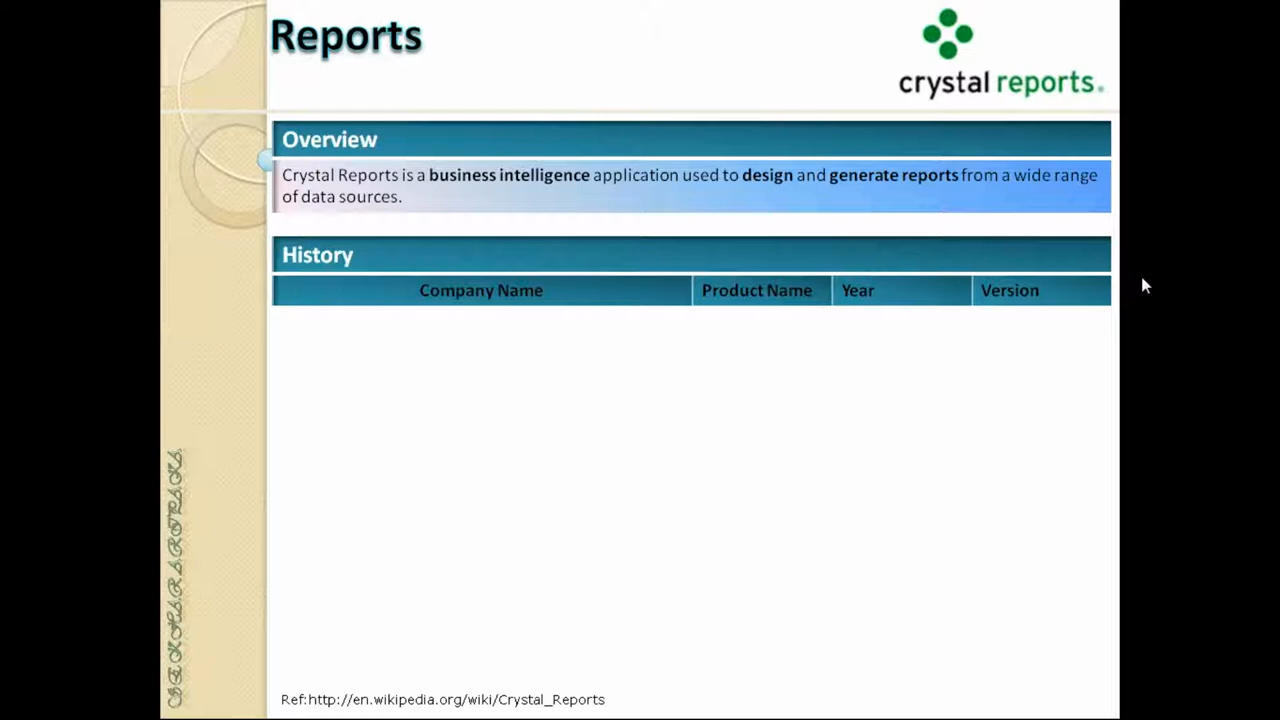 Reports
crystal reports.
Overview
Crystal Reports is a business intelligence application used to design and generate reports from a wide range
of data sources.
History
Company Name Product Name Year Version
Ref:http://en.wikipedia.org/wiki/Crystal_Reports